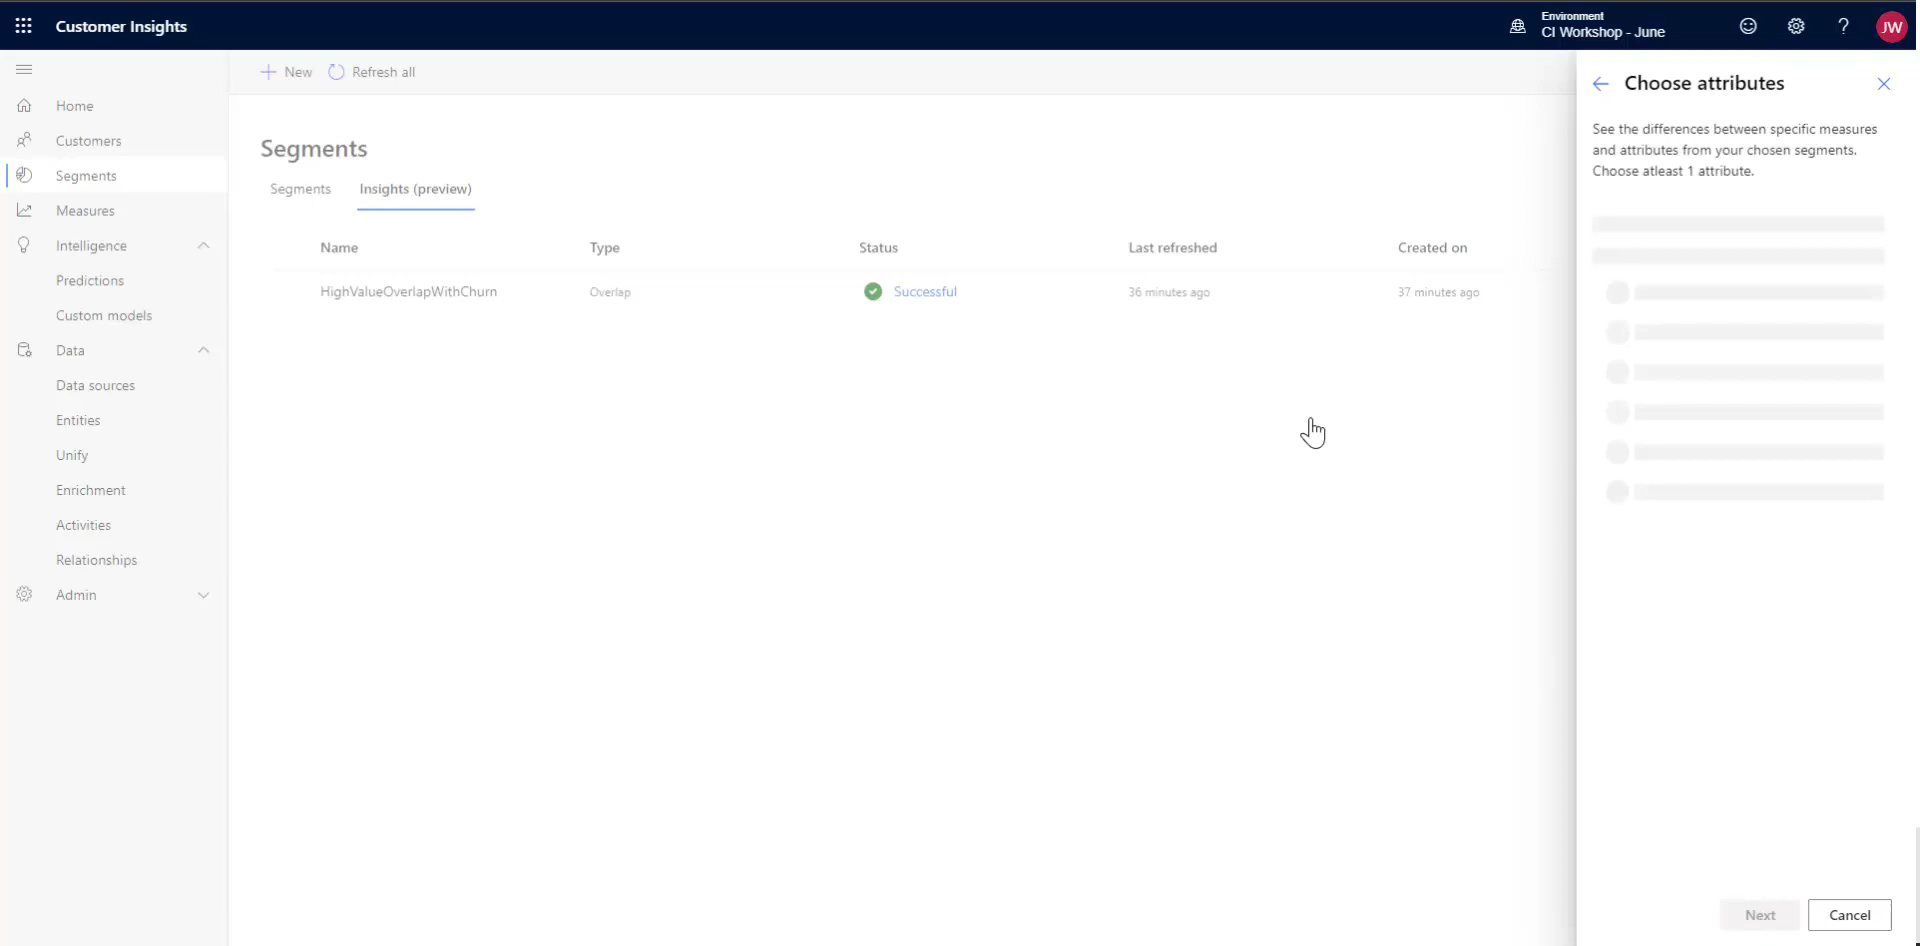 Customer Insights
Environment
CI Workshop - June
?
JW
Home
Customers
Segments
Measures
Intelligence
Predictions
Custom models
Data
Data sources
Entities
Unify
Enrichment
Activities
Relationships
Admin
New
Refresh all
Segments
Segments
Insights (preview)
Name
Type
Status
Last refreshed
Created on
HighValueOverlapWithChurn
Overlap
Successful
36 minutes ago
37 minutes ago
Choose attributes
See the differences between specific measures
and attributes from your chosen segments.
Choose atleast 1 attribute.
Next
Cancel